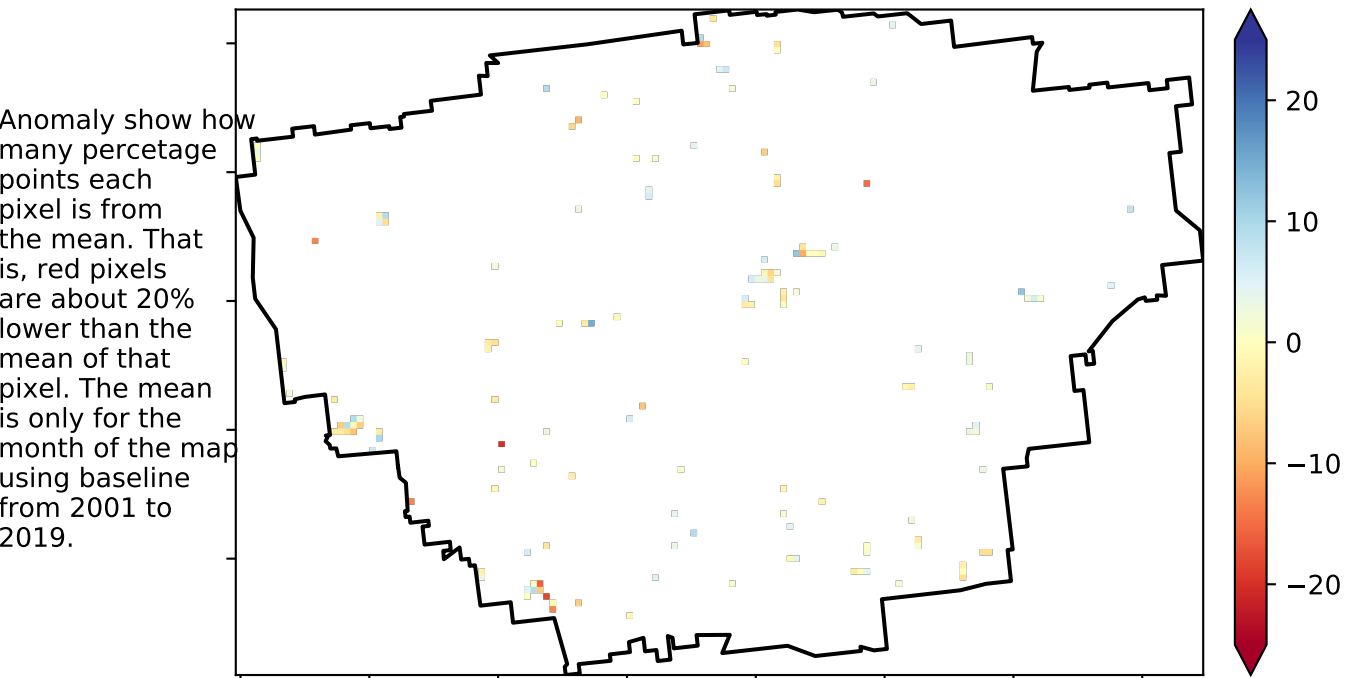 Anomaly show how
many percetage
points each
pixel is from
the mean. That
is, red pixels
are about 20%
lower than the
mean of that
pixel. The mean
is only for the
month of the map
using baseline
from 2001 to
2019.
20
10
0
−10
−20